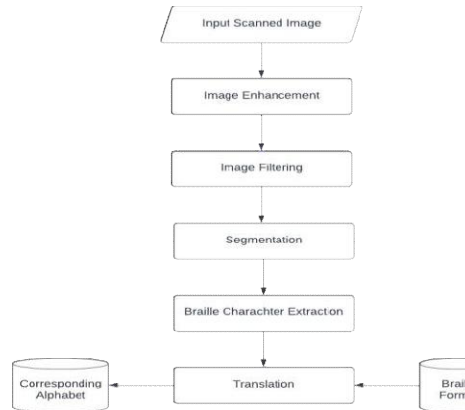 Input Scanned Image
Image Enhancement
Image Filtering
Segmentation
Braille Charachter Extraction
Corresponding
Alphabet
Translation